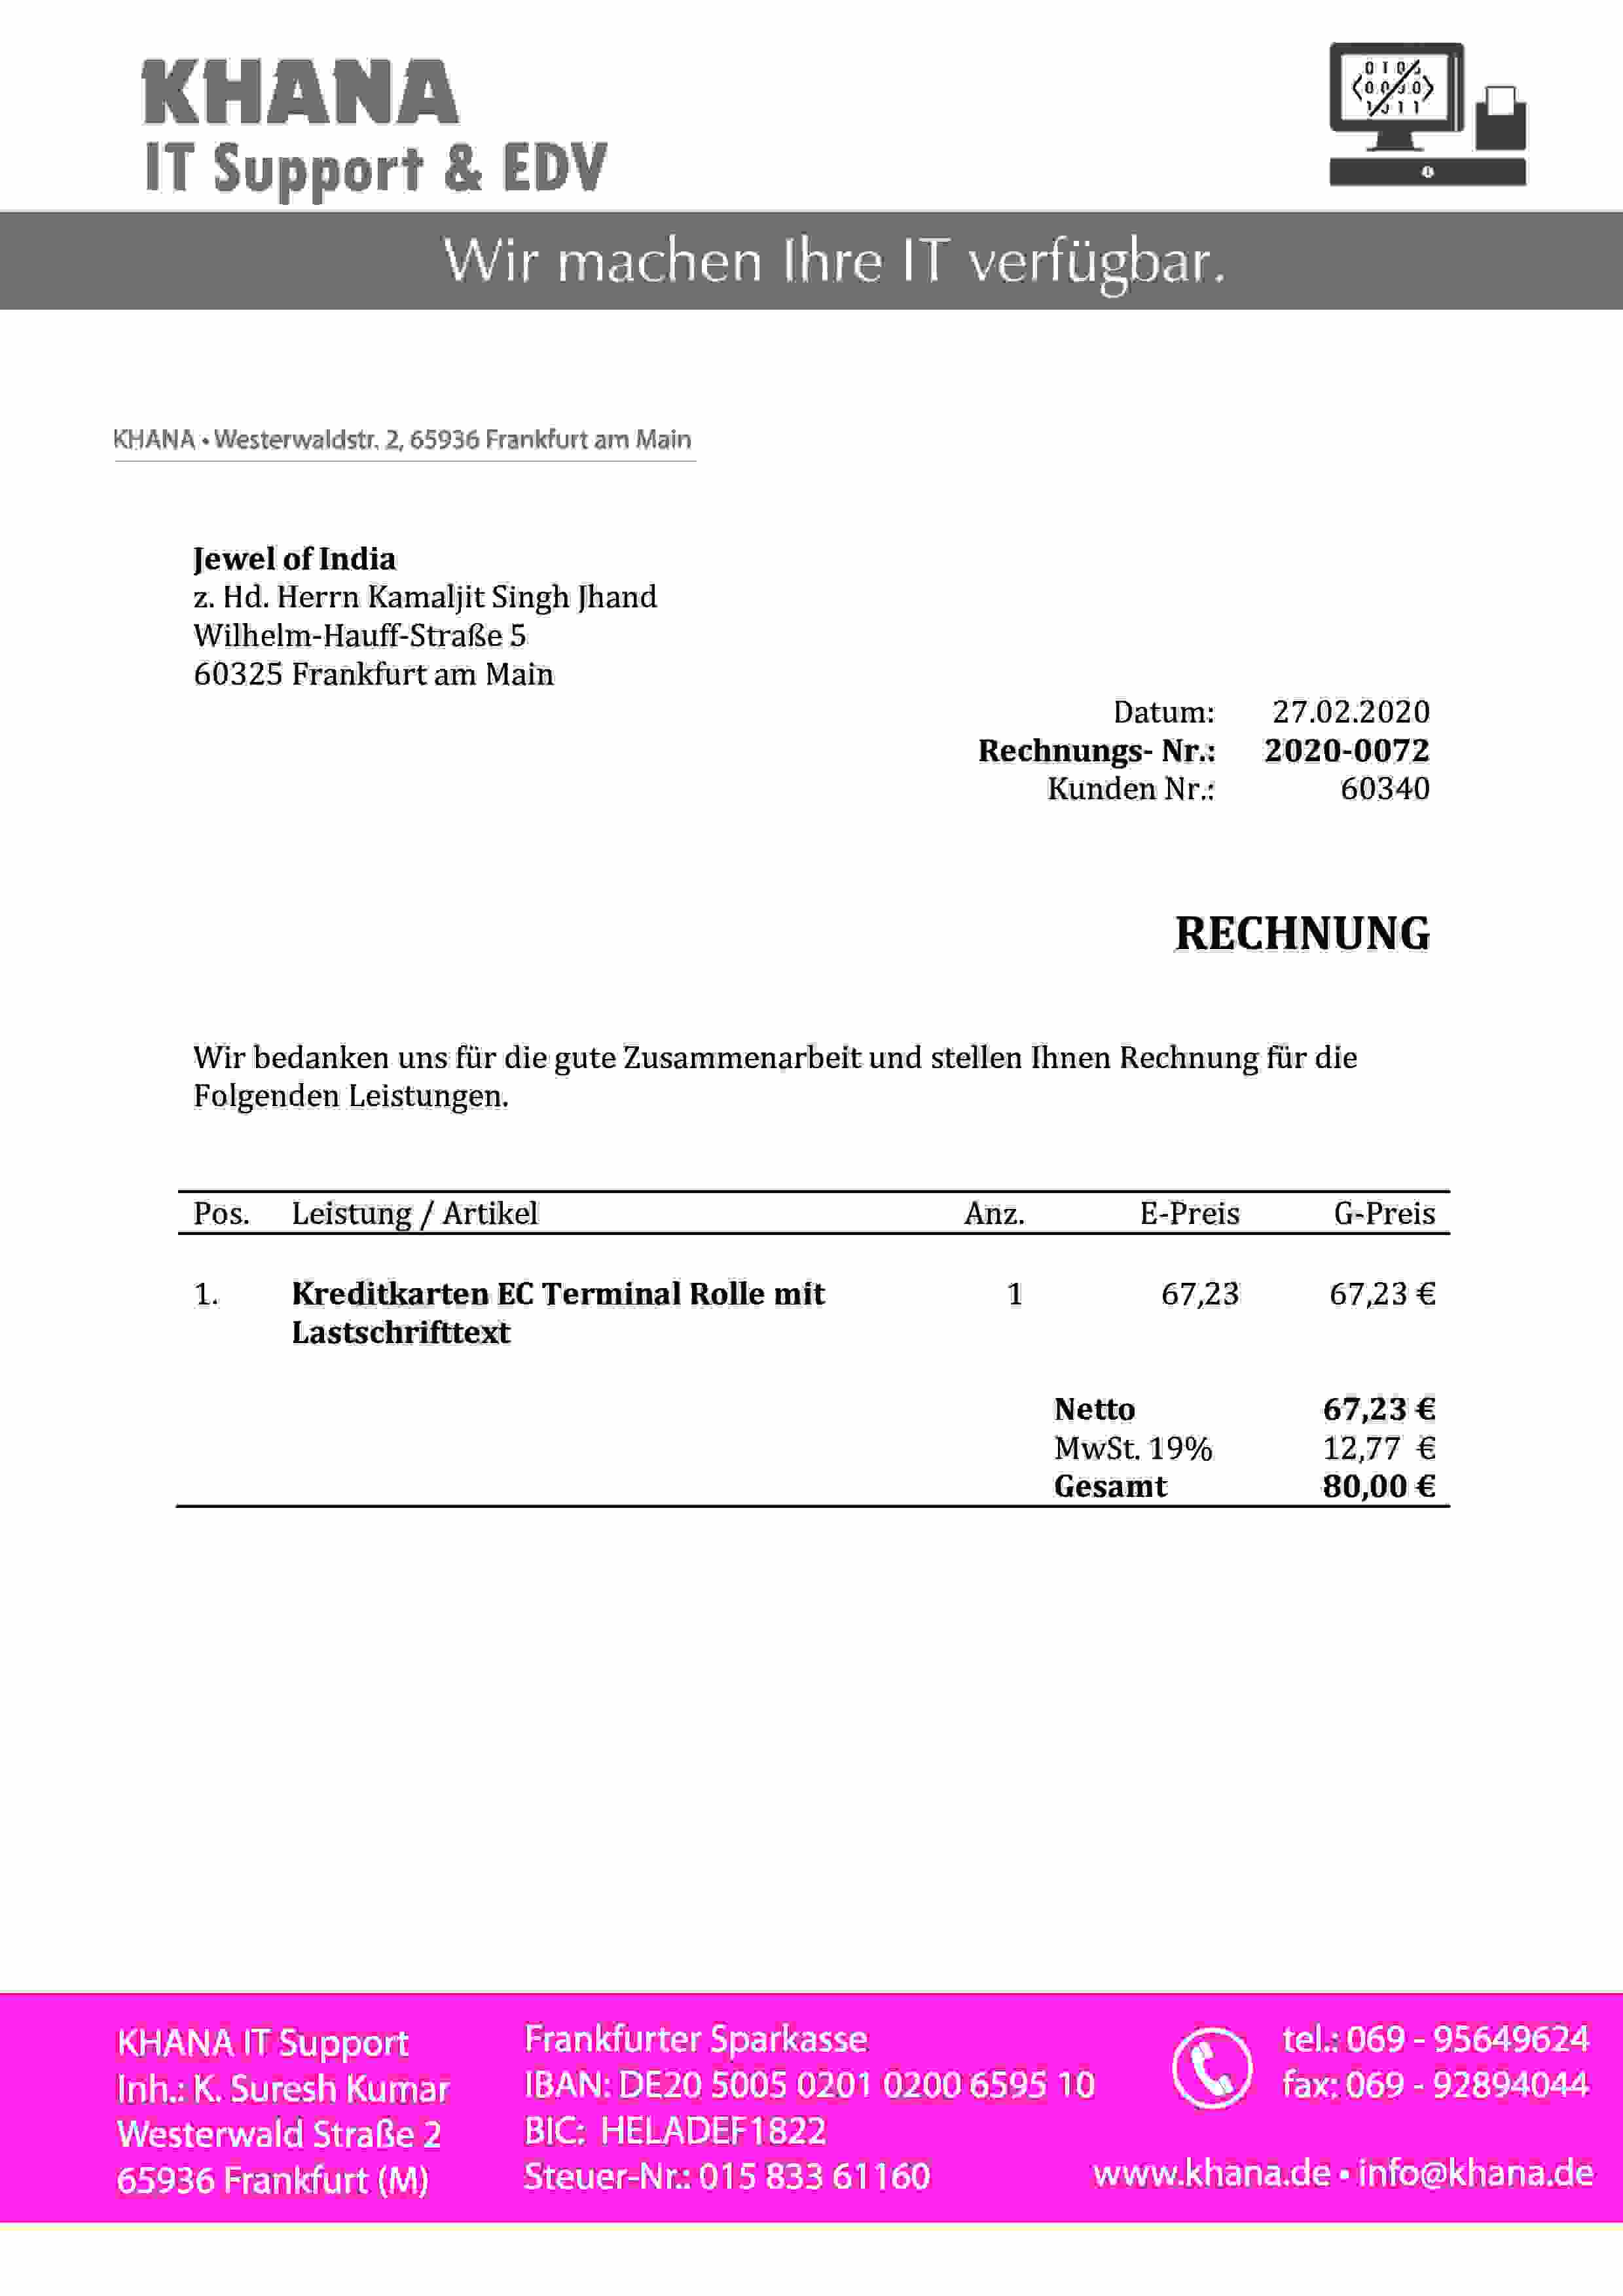 KHANA
IT Support & EDV
Wir machen Ihre IT verfügbar.
KHANA • Westerwaldstr. 2, 65936 Frankfurt am Main
Jewel of India
z. Hd. Herrn Kamaljit Singh Jhand
Wilhelm-Hauff-Straße 5
60325 Frankfurt am Main
Datum: 27.02.2020
Rechnungs- Nr.: 2020-0072
Kunden Nr.: 60340
RECHNUNG
Wir bedanken uns für die gute Zusammenarbeit und stellen Ihnen Rechnung für die
Folgenden Leistungen.
Pos. Leistung / Artikel Anz. E-Preis G-Preis
1. Kreditkarten EC Terminal Rolle mit 1 67,23 67,23 €
Lastschrifttext
Netto 67,23 €
MwSt. 19% 12,77 €
Gesamt 80,00 €
KHANA IT Support
Inh.: K. Suresh Kumar
Westerwald Straße 2
65936 Frankfurt (M)
Frankfurter Sparkasse
IBAN: DE20 5005 0201 0200 6595 10
BIC: HELADEF1822
Steuer-Nr.: 015 833 61160
tel.: 069 - 95649624
fax: 069 - 92894044
www.khana.de • info@khana.de